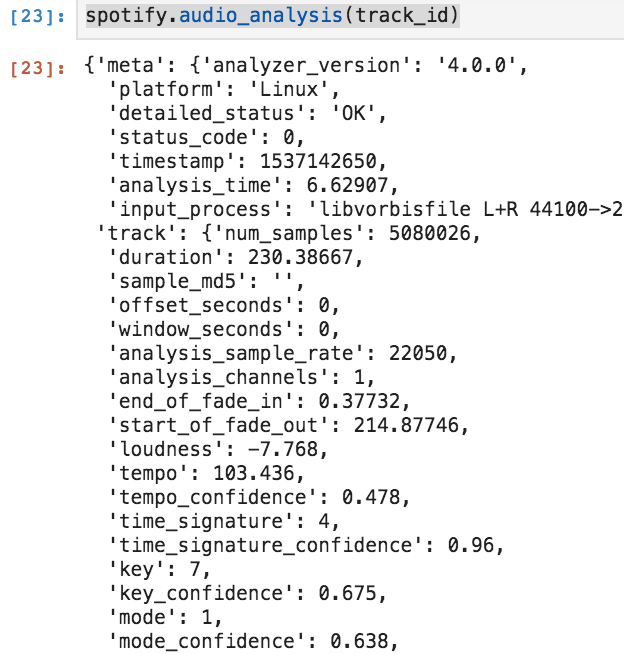 [23]: spotify.audio_analysis(track_id)
[23]: {'meta': {'analyzer_version': '4.0.0',
'platform': 'Linux',
'detailed_status': 'OK',
'status_code': 0,
'timestamp': 1537142650,
'analysis_time': 6.62907,
'input_process': 'libvorbisfile L+R 44100->2
'track': {'num_samples': 5080026,
'duration': 230.38667,
'sample_md5': '',
'offset_seconds': 0,
'window_seconds': 0,
'analysis_sample_rate': 22050,
'analysis_channels': 1,
'end_of_fade_in': 0.37732,
'start_of_fade_out': 214.87746,
'loudness': -7.768,
'tempo': 103.436,
'tempo_confidence': 0.478,
'time_signature': 4,
'time_signature_confidence': 0.96,
'key': 7,
'key_confidence': 0.675,
'mode': 1,
'mode_confidence': 0.638,